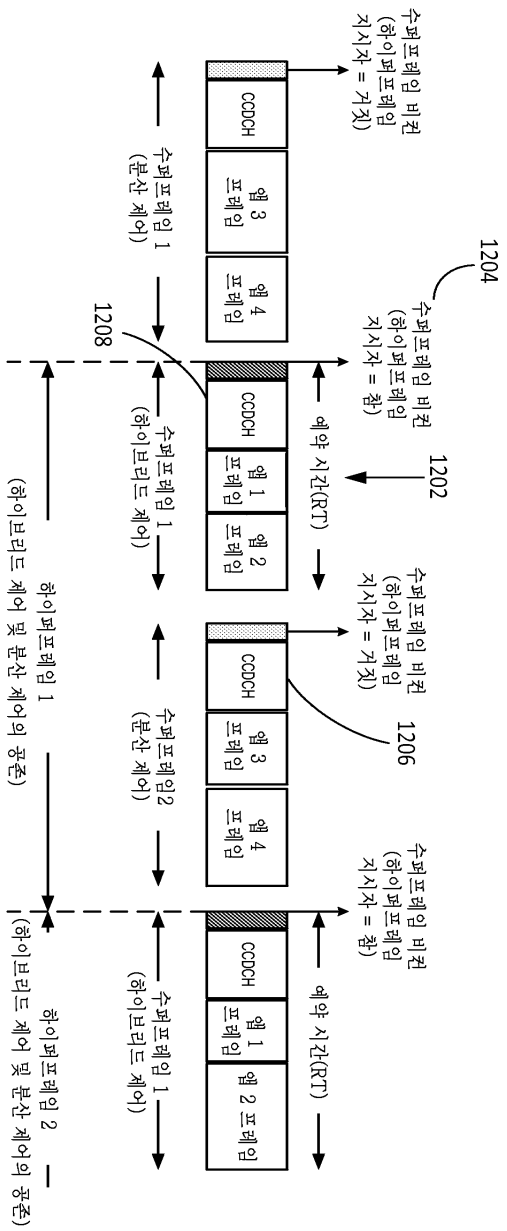 수퍼프레임 비컨
(하이퍼프레임
지시자 = 거짓)
1204
수퍼프레임 비컨
(하이퍼프레임
지시자 = 참)
1202
수퍼프레임 비컨
(하이퍼프레임
지시자 = 거짓)
1206
수퍼프레임 비컨
(하이퍼프레임
지시자 = 참)
예약 시간(RT)
예약 시간(RT)
CCDCH
앱 3
프레임
앱 4
프레임
CCDCH
앱 1
프레임
앱 2
프레임
CCDCH
앱 3
프레임
앱 4
프레임
CCDCH
앱 1
프레임
앱 2 프레임
수퍼프레임 1
(분산 제어)
1208
수퍼프레임 1
(하이브리드 제어)
수퍼프레임2
(분산 제어)
수퍼프레임 1
(하이브리드 제어)
하이퍼프레임 1
(하이브리드 제어 및 분산 제어의 공존)
하이퍼프레임 2
(하이브리드 제어 및 분산 제어의 공존)